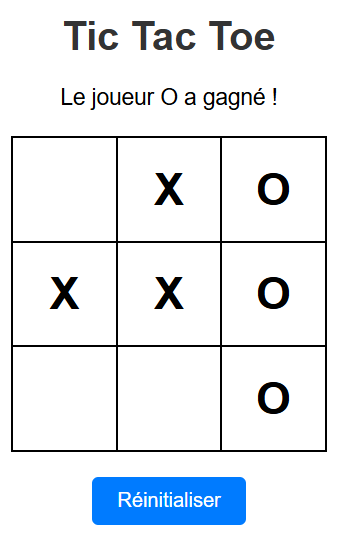 Tic Tac Toe
Le joueur O a gagné !
X O
X X O
O
Réinitialiser